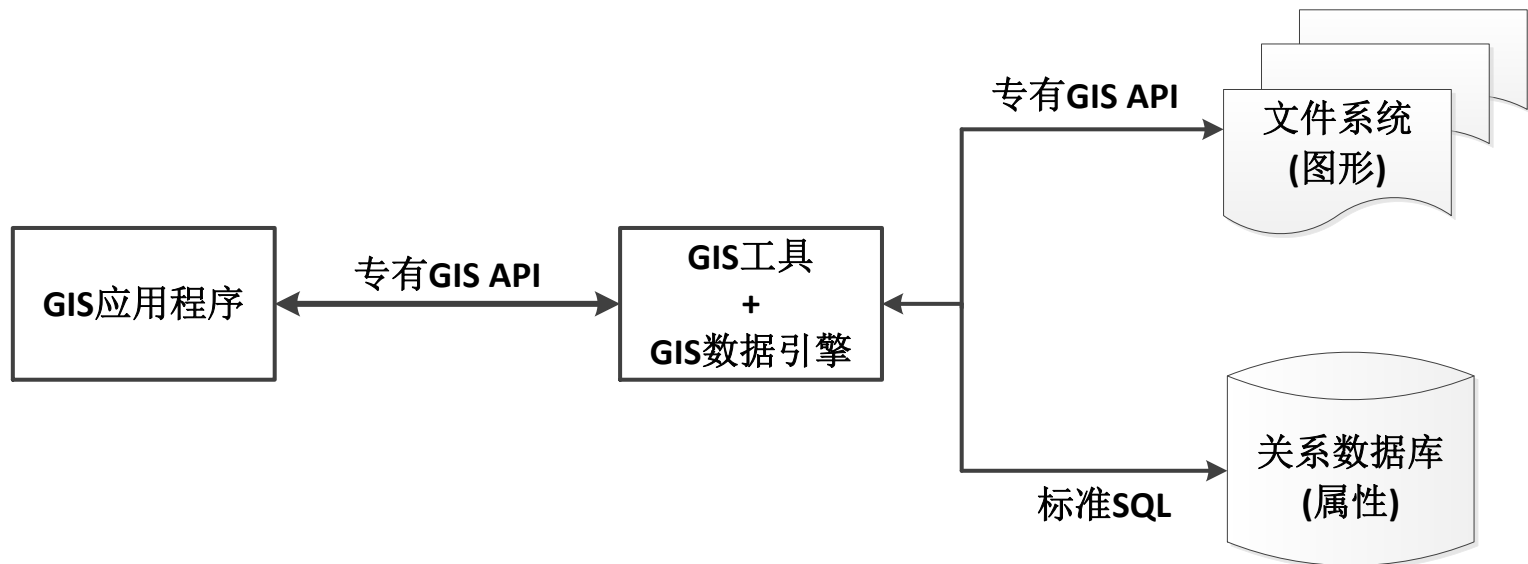 GIS应用程序
专有GIS API
GIS工具
+
GIS数据引擎
专有GIS API
文件系统
(图形)
标准SQL
关系数据库
(属性)